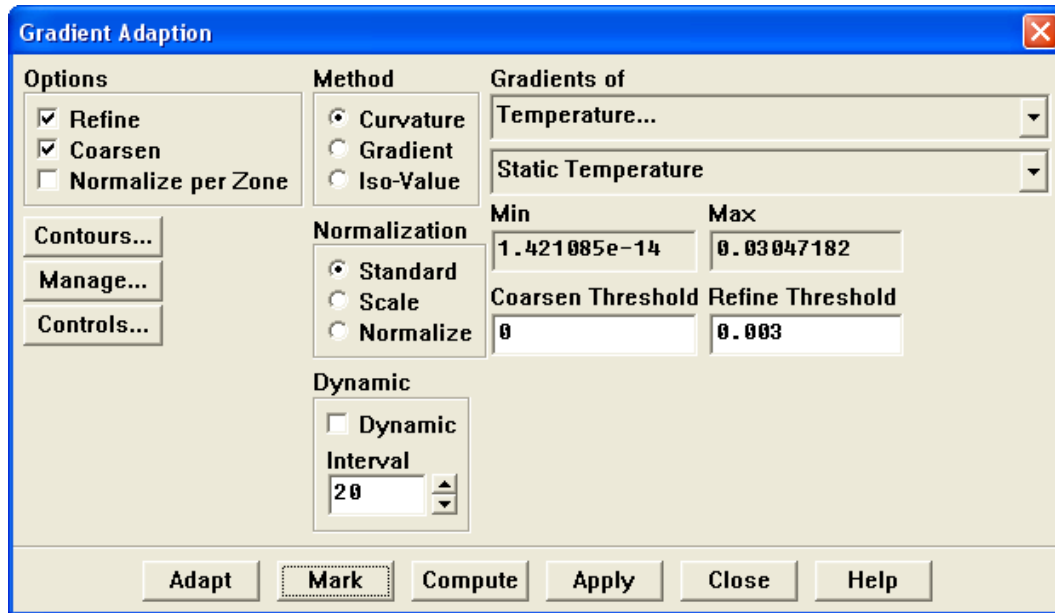 Gradient Adaption
Options
Refine
Coarsen
Normalize per Zone
Contours...
Manage...
Controls...
Method
Curvature
Gradient
Iso-Value
Normalization
Standard
Scale
Normalize
Dynamic
Dynamic
Interval
20
Gradients of
Temperature...
Static Temperature
Min Max
1.421085e-14 0.03047182
Coarsen Threshold Refine Threshold
0 0.003
Adapt Mark Compute Apply Close Help